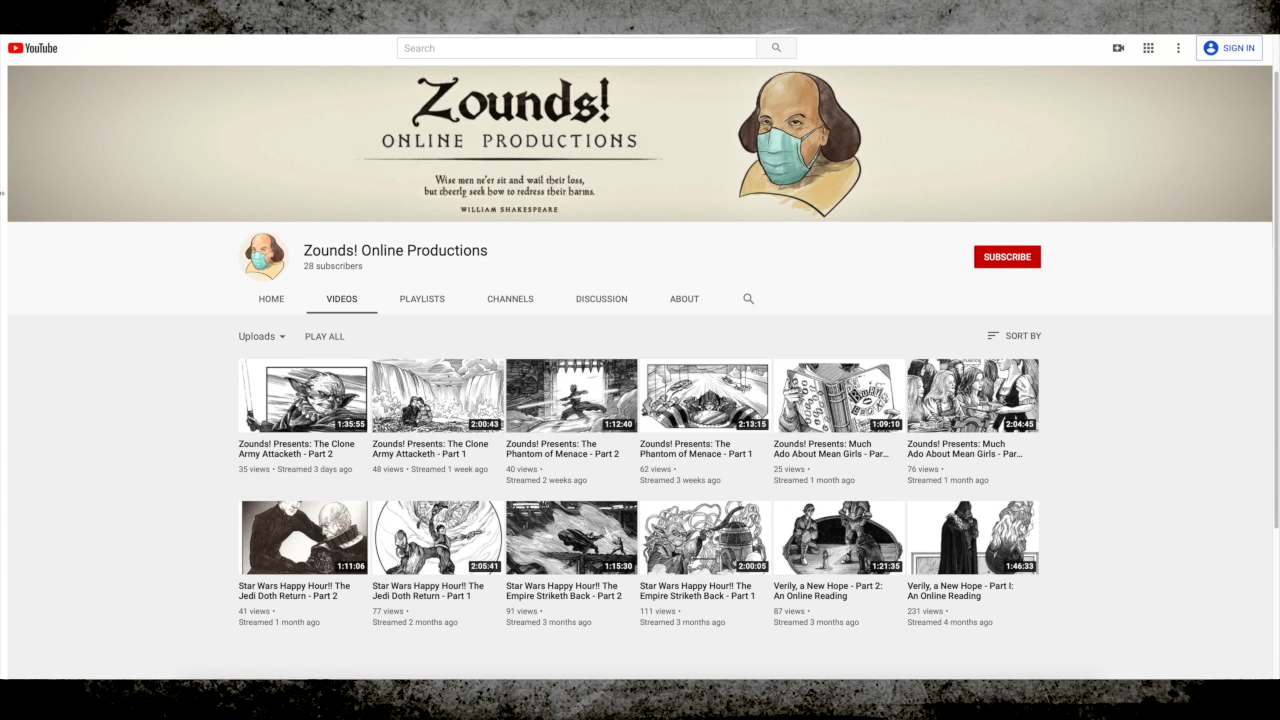 YouTube
Search
SIGN IN
Zounds!
ONLINE PRODUCTIONS
Wise men ne'er sit and wail their loss,
but cheerly seek how to redress their harms.
WILLIAM SHAKESPEARE
Zounds! Online Productions
28 subscribers
SUBSCRIBE
HOME VIDEOS PLAYLISTS CHANNELS DISCUSSION ABOUT
Uploads PLAY ALL SORT BY
1:35:55
Zounds! Presents: The Clone
Army Attacketh - Part 2
35 views • Streamed 3 days ago
2:00:43
Zounds! Presents: The Clone
Army Attacketh - Part 1
48 views • Streamed 1 week ago
1:12:40
Zounds! Presents: The
Phantom of Menace - Part 2
40 views •
Streamed 2 weeks ago
2:13:15
Zounds! Presents: The
Phantom of Menace - Part 1
62 views •
Streamed 3 weeks ago
1:09:10
Zounds! Presents: Much
Ado About Mean Girls - Par...
25 views •
Streamed 1 month ago
2:04:45
Zounds! Presents: Much
Ado About Mean Girls - Par...
76 views •
Streamed 1 month ago
1:11:06
Star Wars Happy Hour!! The
Jedi Doth Return - Part 2
41 views •
Streamed 1 month ago
2:05:41
Star Wars Happy Hour!! The
Jedi Doth Return - Part 1
77 views •
Streamed 2 months ago
1:15:30
Star Wars Happy Hour!! The
Empire Striketh Back - Part 2
91 views •
Streamed 3 months ago
2:00:05
Star Wars Happy Hour!! The
Empire Striketh Back - Part 1
111 views •
Streamed 3 months ago
1:21:35
Verily, a New Hope - Part 2:
An Online Reading
87 views •
Streamed 3 months ago
1:46:33
Verily, a New Hope - Part I:
An Online Reading
231 views •
Streamed 4 months ago